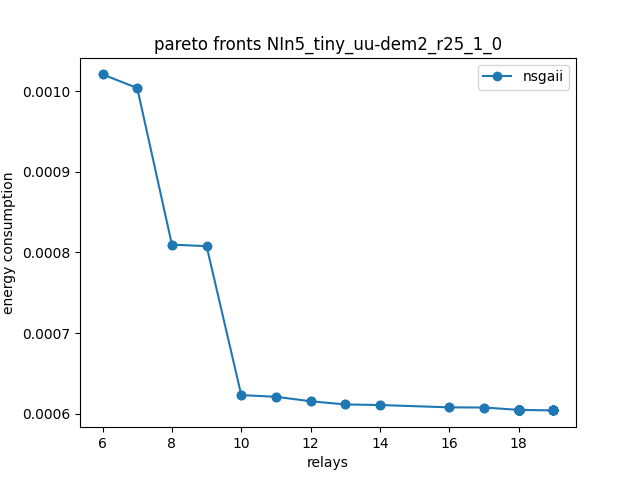 pareto fronts NIn5_tiny_uu-dem2_r25_1_0
nsgaii
0.0010
0.0009
0.0008
0.0007
0.0006
energy consumption
6 8 10 12 14 16 18
relays